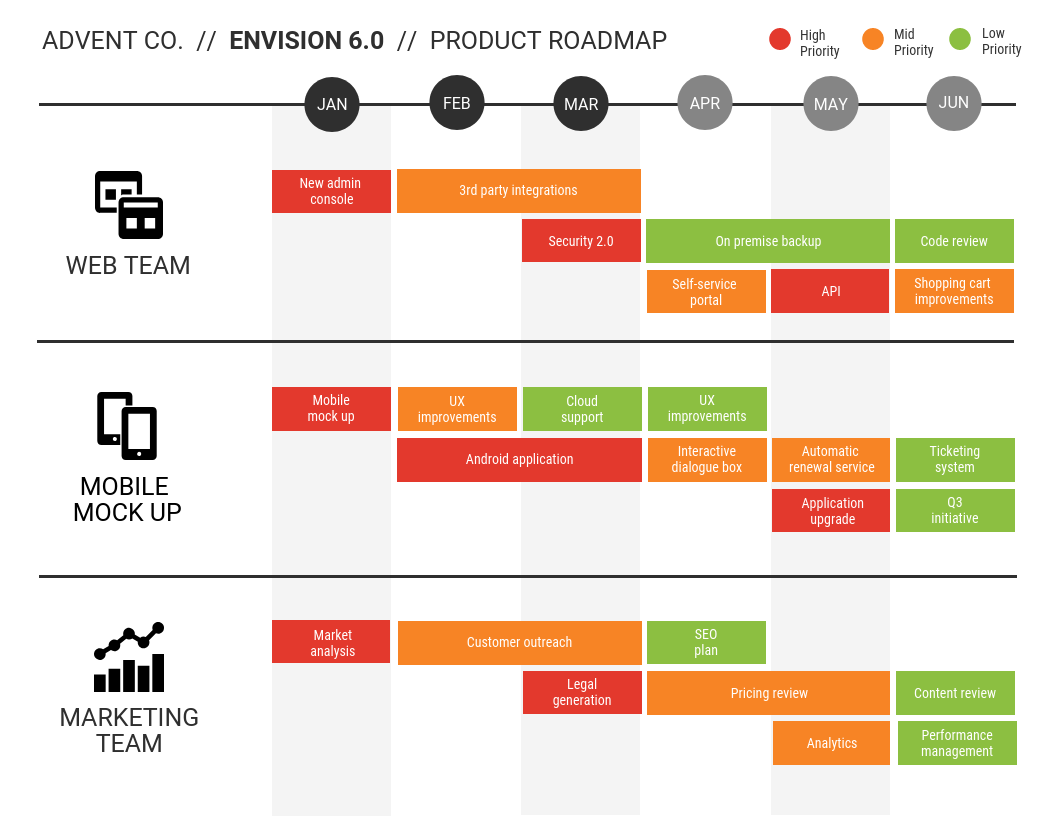 ADVENT CO. // ENVISION 6.0 // PRODUCT ROADMAP
High
Priority
Mid
Priority
Low
Priority
JAN
FEB
MAR
APR
MAY
JUN
WEB TEAM
New admin
console
3rd party integrations
Security 2.0
On premise backup
Code review
Self-service
portal
API
Shopping cart
improvements
MOBILE
MOCK UP
Mobile
mock up
UX
improvements
Cloud
support
UX
improvements
Android application
Interactive
dialogue box
Automatic
renewal service
Ticketing
system
Application
upgrade
Q3
initiative
MARKETING
TEAM
Market
analysis
Customer outreach
SEO
plan
Legal
generation
Pricing review
Content review
Analytics
Performance
management